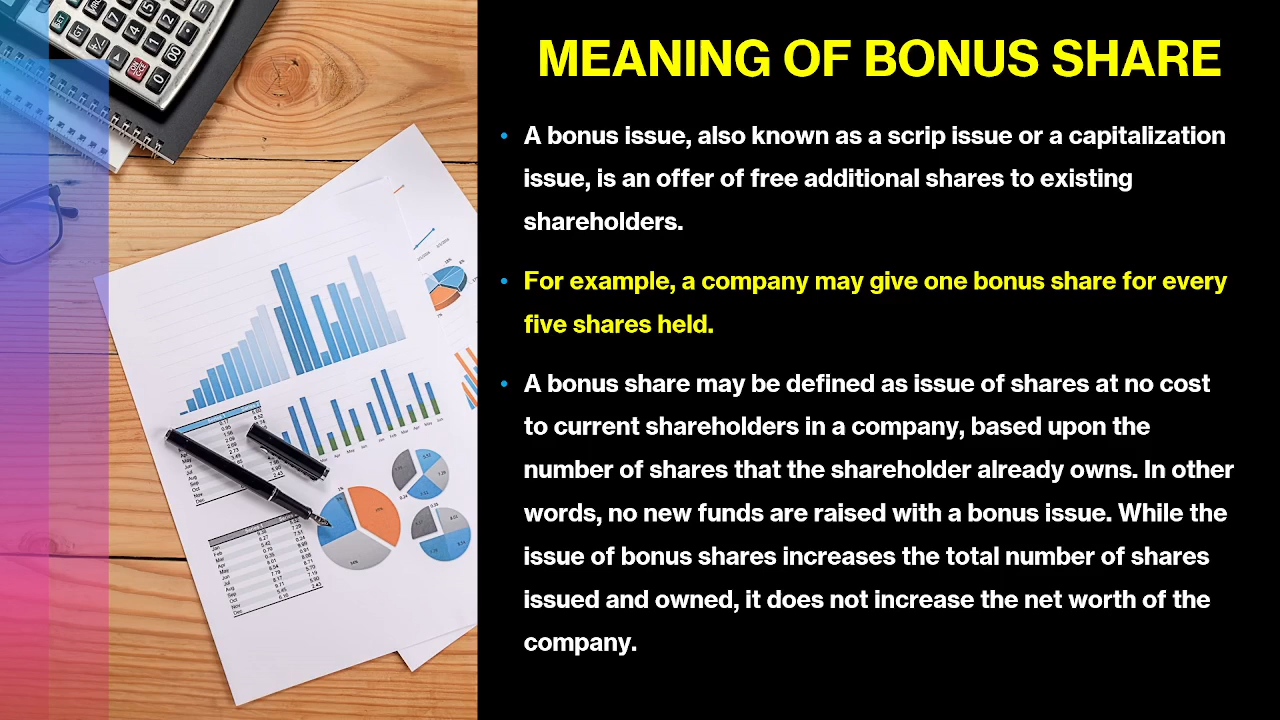 MEANING OF BONUS SHARE
• A bonus issue, also known as a scrip issue or a capitalization
issue, is an offer of free additional shares to existing
shareholders.
• For example, a company may give one bonus share for every
five shares held.
• A bonus share may be defined as issue of shares at no cost
to current shareholders in a company, based upon the
number of shares that the shareholder already owns. In other
words, no new funds are raised with a bonus issue. While the
issue of bonus shares increases the total number of shares
issued and owned, it does not increase the net worth of the
company.